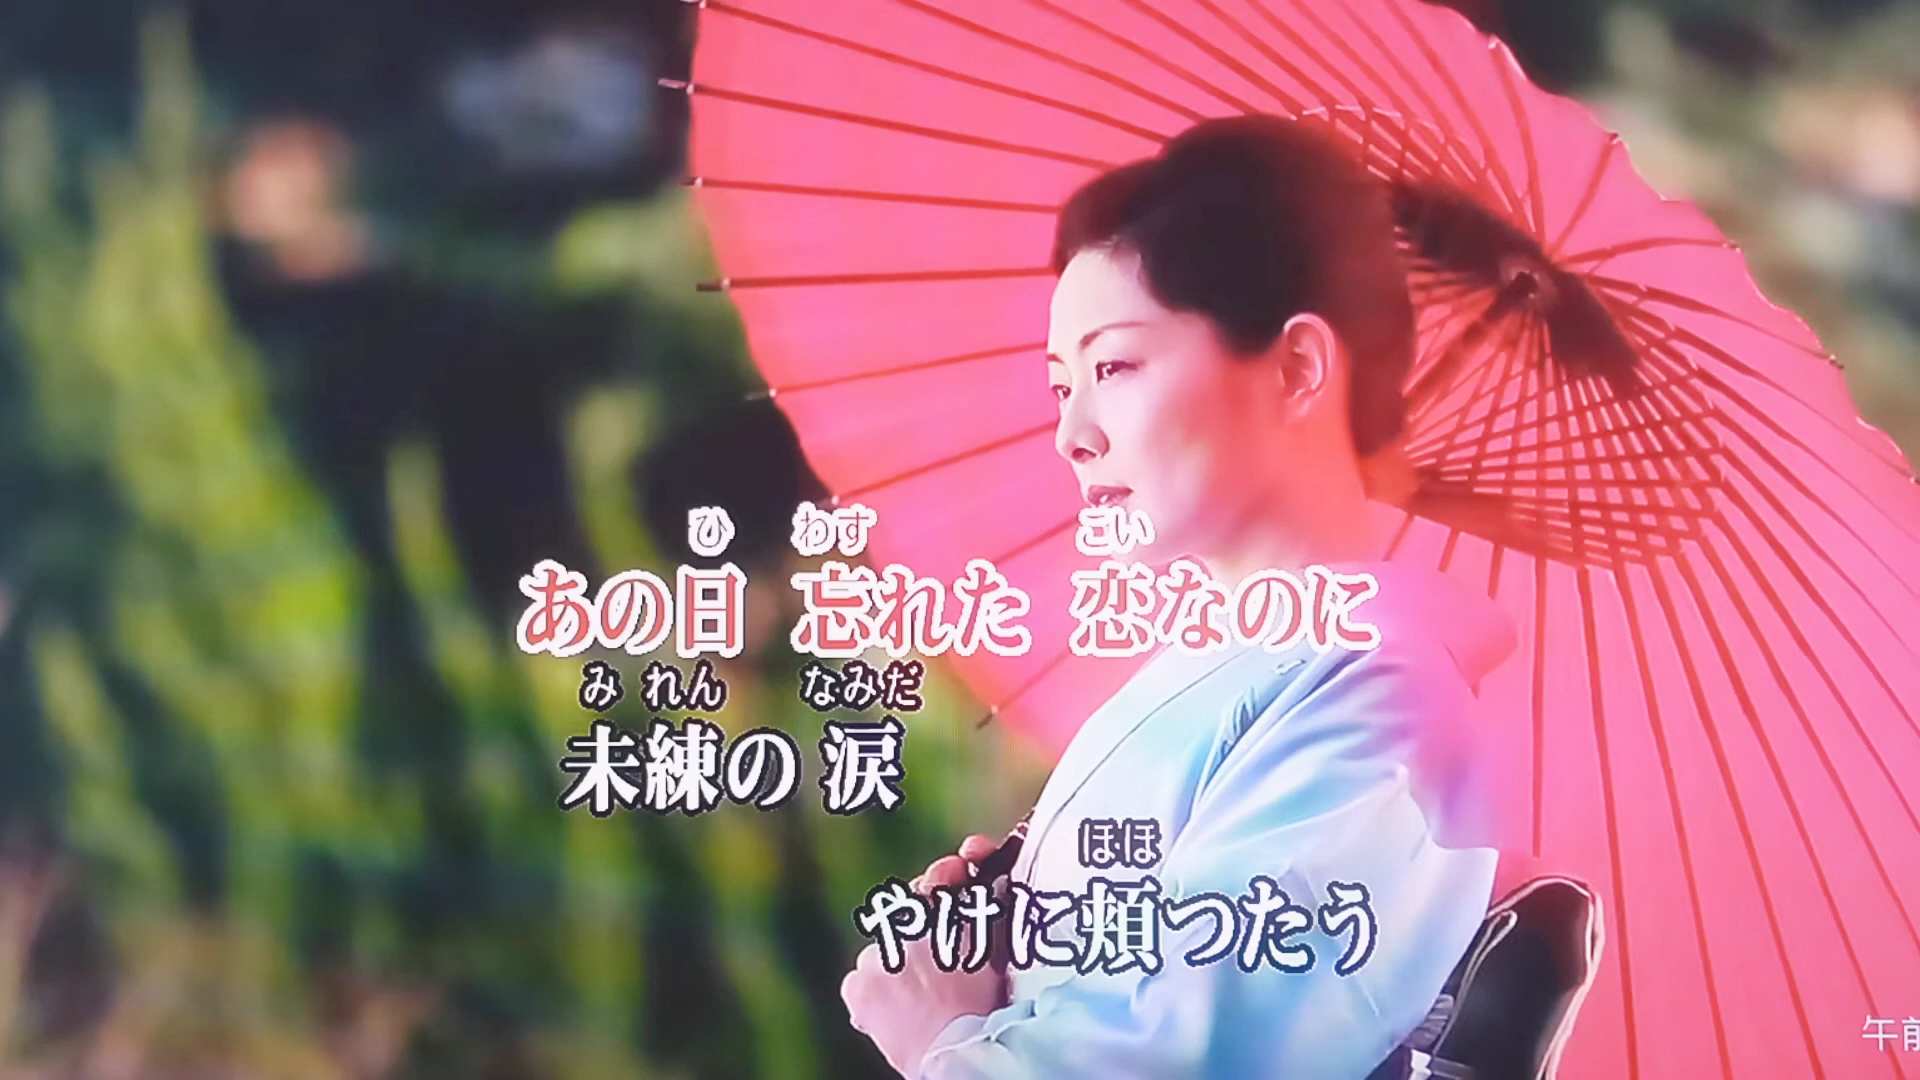 ひ わす こい
あの日 忘れた 恋なのに
みれん なみだ
未練の 涙
ほほ
やけに頬つたう
午前